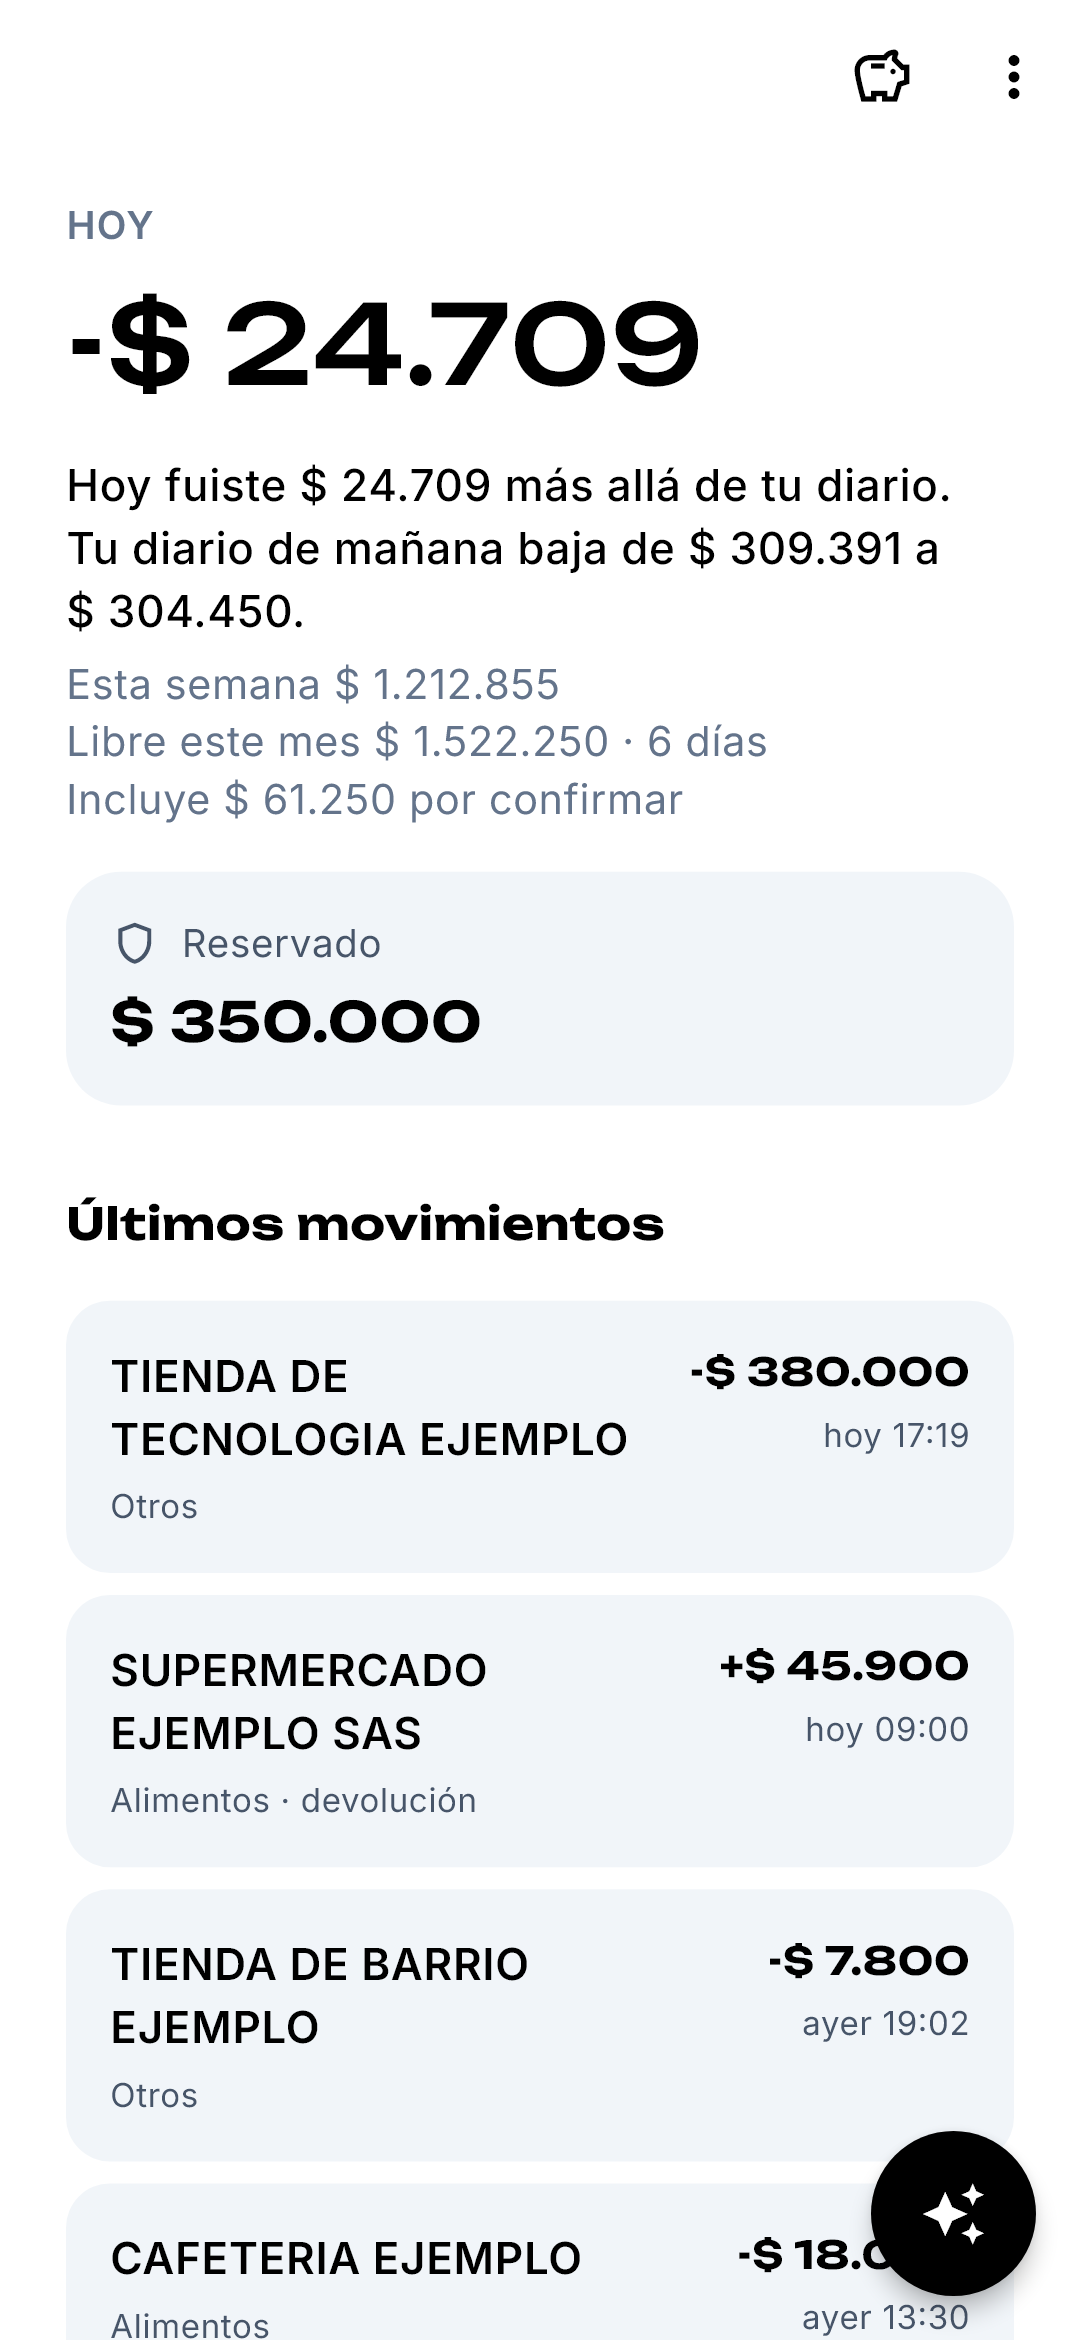 HOY
-$ 24.709
Hoy fuiste $ 24.709 más allá de tu diario.
Tu diario de mañana baja de $ 309.391 a
$ 304.450.
Esta semana $ 1.212.855
Libre este mes $ 1.522.250 · 6 días
Incluye $ 61.250 por confirmar
Reservado
$ 350.000
Últimos movimientos
TIENDA DE
TECNOLOGIA EJEMPLO
-$ 380.000
hoy 17:19
Otros
SUPERMERCADO
EJEMPLO SAS
+$ 45.900
hoy 09:00
Alimentos · devolución
TIENDA DE BARRIO
EJEMPLO
-$ 7.800
ayer 19:02
Otros
CAFETERIA EJEMPLO
-$
ayer 13:30
Alimentos